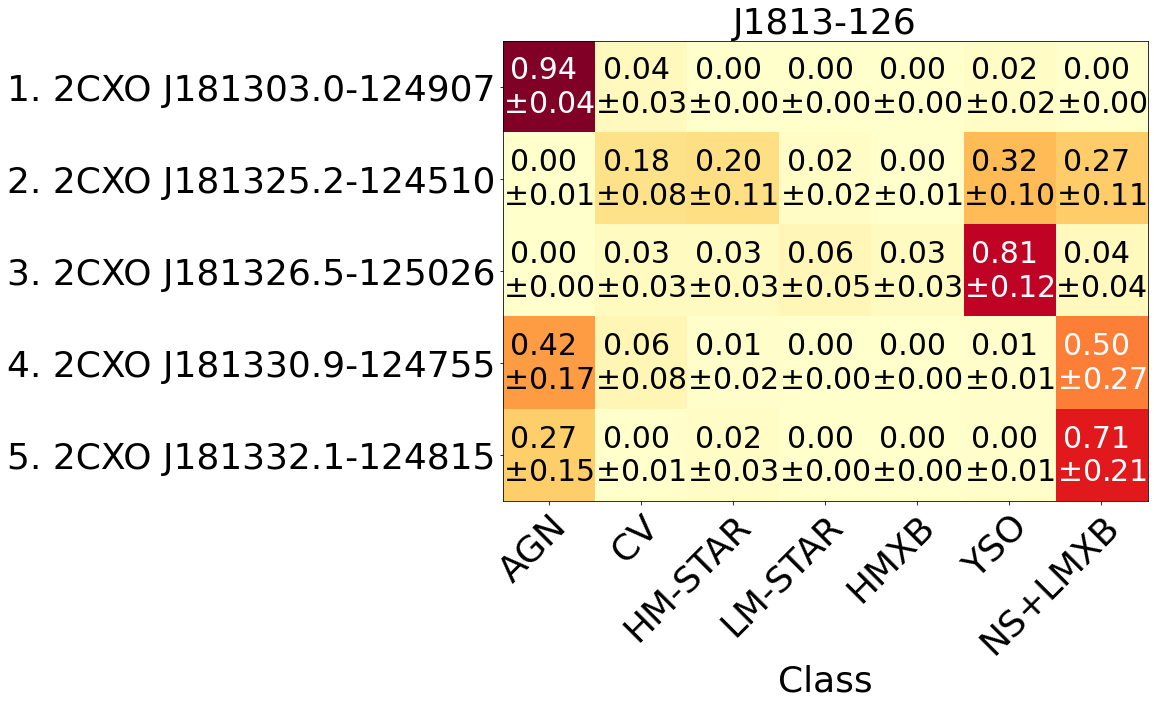 J1813-126
1. 2CXO J181303.0-124907 0.94 0.04 0.00 0.00 0.00 0.02 0.00
±0.04 ±0.03 ±0.00 ±0.00 ±0.00 ±0.02 ±0.00
2. 2CXO J181325.2-124510 0.00 0.18 0.20 0.02 0.00 0.32 0.27
±0.01 ±0.08 ±0.11 ±0.02 ±0.01 ±0.10 ±0.11
3. 2CXO J181326.5-125026 0.00 0.03 0.03 0.06 0.03 0.81 0.04
±0.00 ±0.03 ±0.03 ±0.05 ±0.03 ±0.12 ±0.04
4. 2CXO J181330.9-124755 0.42 0.06 0.01 0.00 0.00 0.01 0.50
±0.17 ±0.08 ±0.02 ±0.00 ±0.00 ±0.01 ±0.27
5. 2CXO J181332.1-124815 0.27 0.00 0.02 0.00 0.00 0.00 0.71
±0.15 ±0.01 ±0.03 ±0.00 ±0.00 ±0.01 ±0.21
AGN CV HM-STAR LM-STAR HMXB YSO NS+LMXB
Class